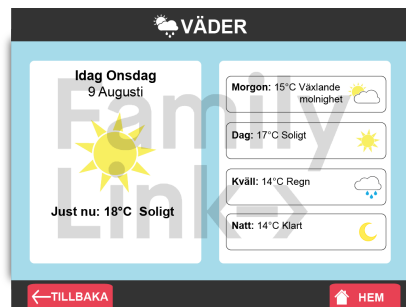 VÄDER
Idag Onsdag
9 Augusti
Just nu: 18°C Soligt
Morgon: 15°C Växlande
molnighet
Dag: 17°C Soligt
Kväll: 14°C Regn
Natt: 14°C Klart
Family
Link
TILLBAKA
HEM